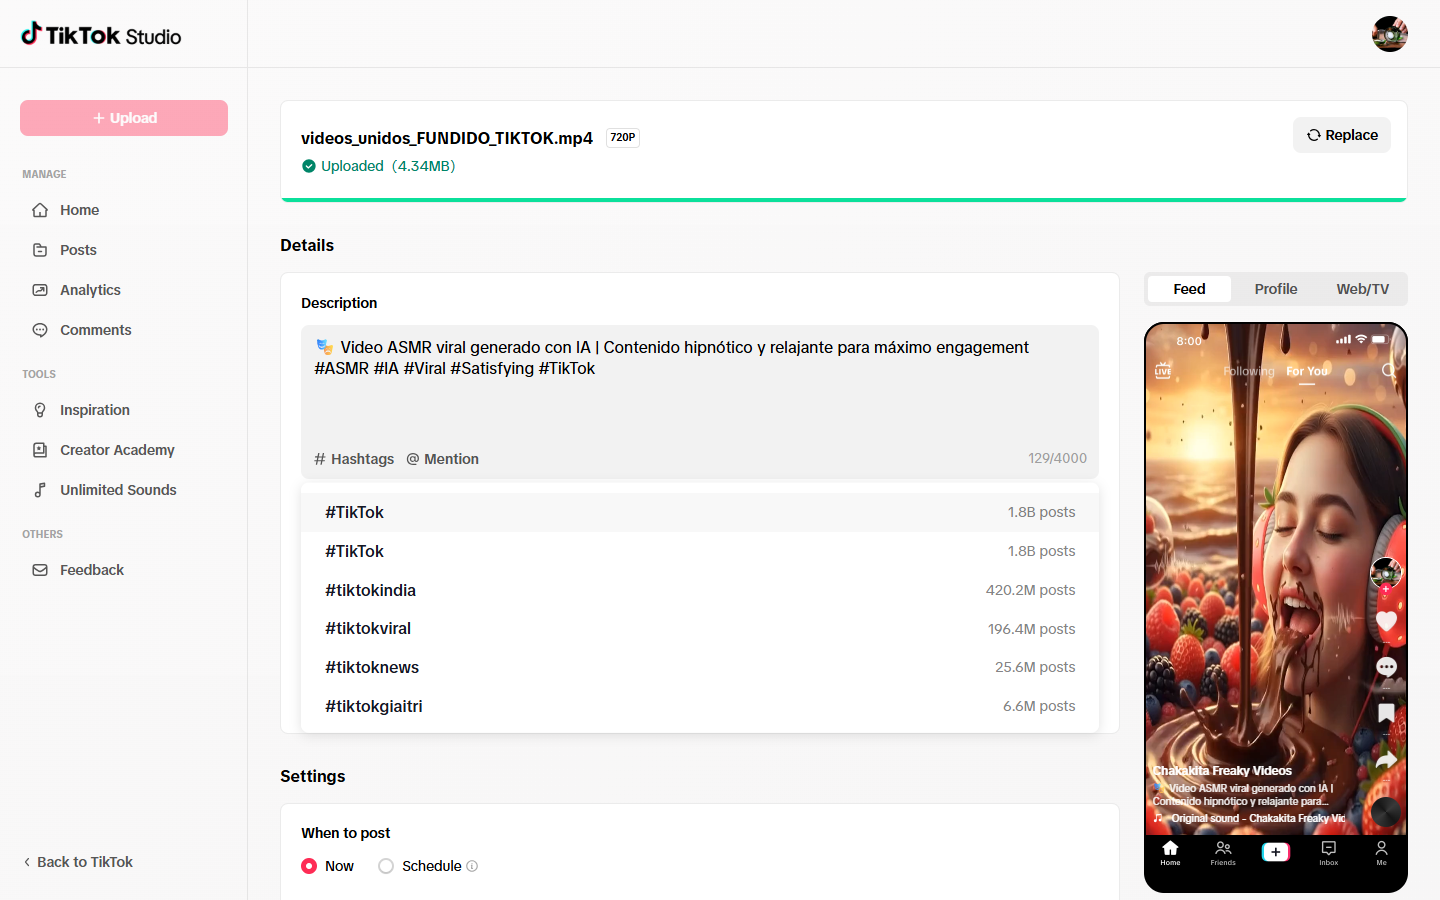 TikTok Studio
+ Upload
MANAGE
Home
Posts
Analytics
Comments
TOOLS
Inspiration
Creator Academy
Unlimited Sounds
OTHERS
Feedback
Back to TikTok
videos_unidos_FUNDIDO_TIKTOK.mp4 720P
Uploaded (4.34MB)
Replace
Details
Description
Video ASMR viral generado con IA | Contenido hipnótico y relajante para máximo engagement
#ASMR #IA #Viral #Satisfying #TikTok
# Hashtags @ Mention 129/4000
#TikTok 1.8B posts
#TikTok 1.8B posts
#tiktokindia 420.2M posts
#tiktokviral 196.4M posts
#tiktoknews 25.6M posts
#tiktokgiaitri 6.6M posts
Settings
When to post
Now Schedule
Feed Profile Web/TV
8:00
LIVE Following For You
Chakakita Freaky Videos
Video ASMR viral generado con IA |
Contenido hipnótico y relajante para...
Original sound - Chakakita Freaky Vid
Home Friends Inbox Me